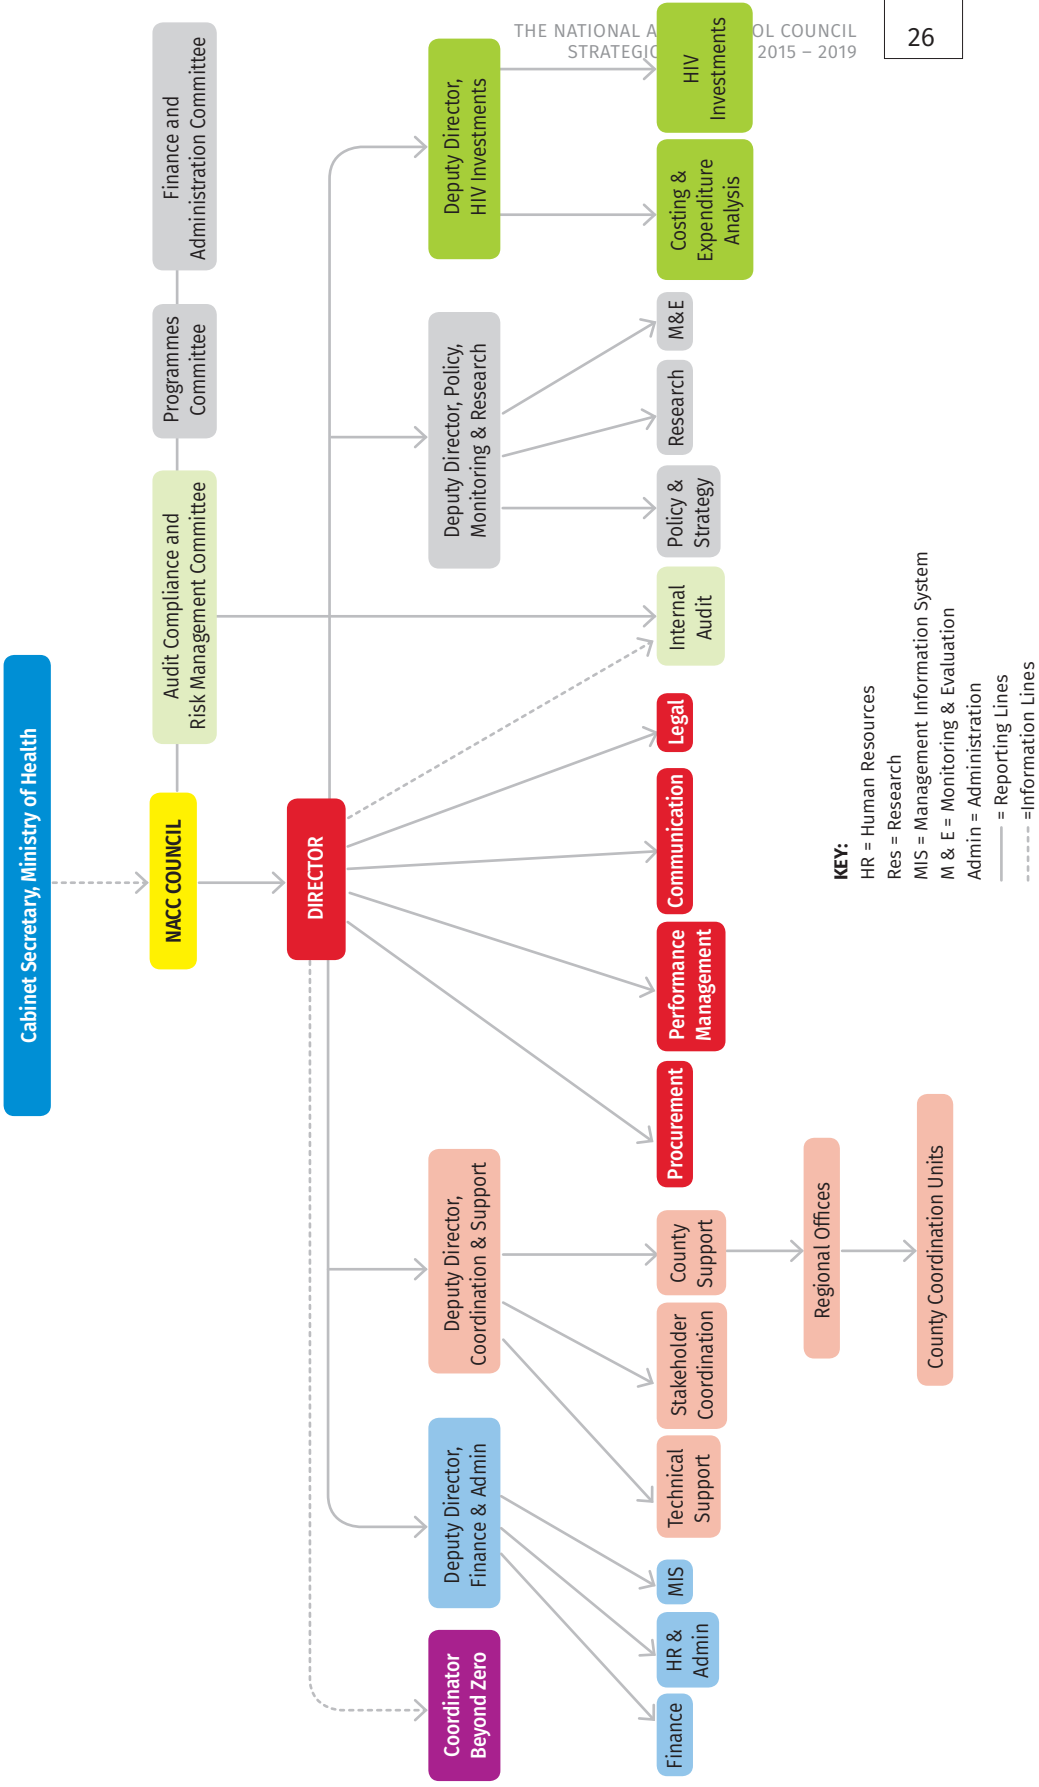 THE NATIONAL A
OL COUNCIL
STRATEGIC
2015 – 2019
26
Cabinet Secretary, Ministry of Health
NACC COUNCIL
Audit Compliance and
Risk Management Committee
Programmes
Committee
Finance and
Administration Committee
DIRECTOR
Coordinator
Beyond Zero
Deputy Director,
Finance & Admin
Deputy Director,
Coordination & Support
Deputy Director, Policy,
Monitoring & Research
Deputy Director,
HIV Investments
Finance
HR &
Admin
MIS
Technical
Support
Stakeholder
Coordination
County
Support
Procurement
Performance
Management
Communication
Legal
Internal
Audit
Policy &
Strategy
Research
M&E
Costing &
Expenditure
Analysis
HIV
Investments
Regional Offices
County Coordination Units
KEY:
HR = Human Resources
Res = Research
MIS = Management Information System
M & E = Monitoring & Evaluation
Admin = Administration
= Reporting Lines
=Information Lines